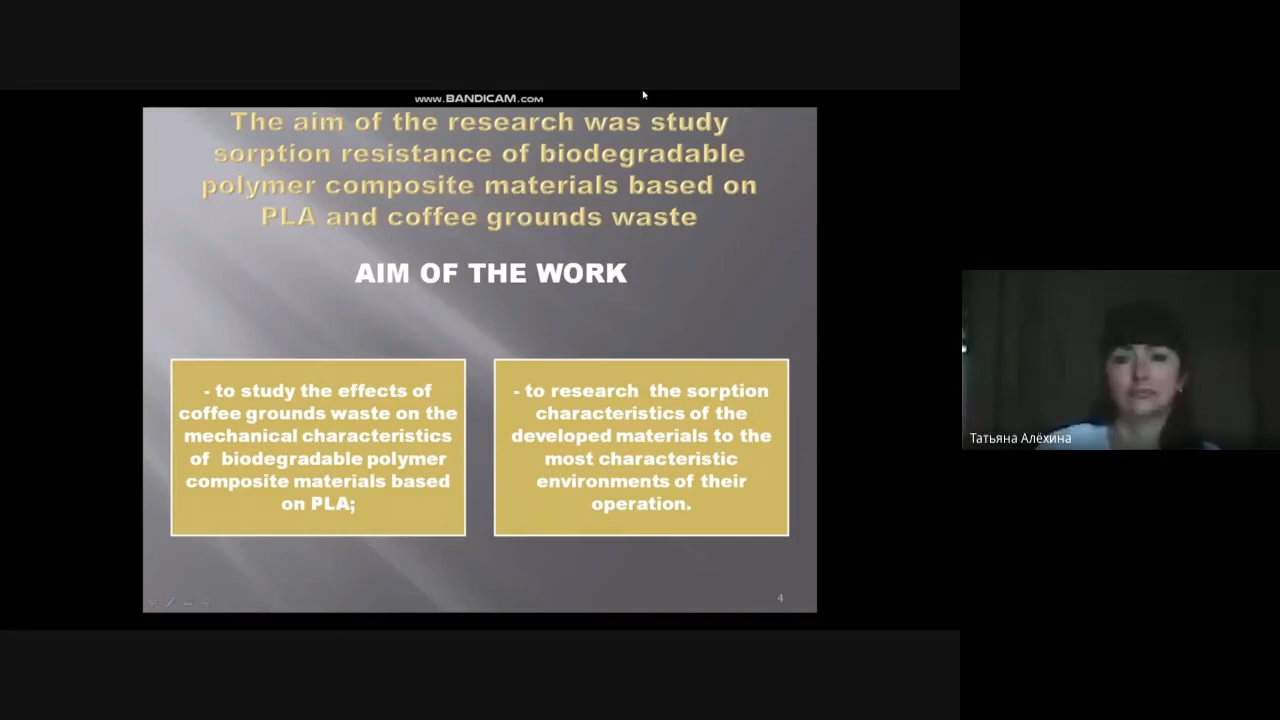 www.BANDICAM.com
The aim of the research was study
sorption resistance of biodegradable
polymer composite materials based on
PLA and coffee grounds waste
AIM OF THE WORK
- to study the effects of
coffee grounds waste on the
mechanical characteristics
of biodegradable polymer
composite materials based
on PLA;
- to research the sorption
characteristics of the
developed materials to the
most characteristic
environments of their
operation.
4
Татьяна Алёхина